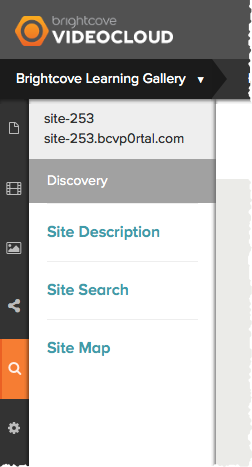 brightcove
VIDEOCLOUD
Brightcove Learning Gallery
site-253
site-253.bcvp0rtal.com
Discovery
Site Description
Site Search
Site Map